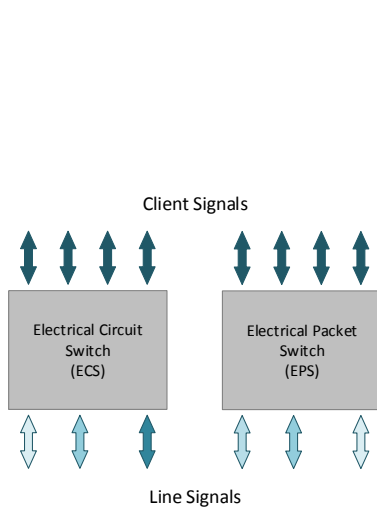 Client Signals
Electrical Circuit
Switch
(ECS)
Electrical Packet
Switch
(EPS)
Line Signals